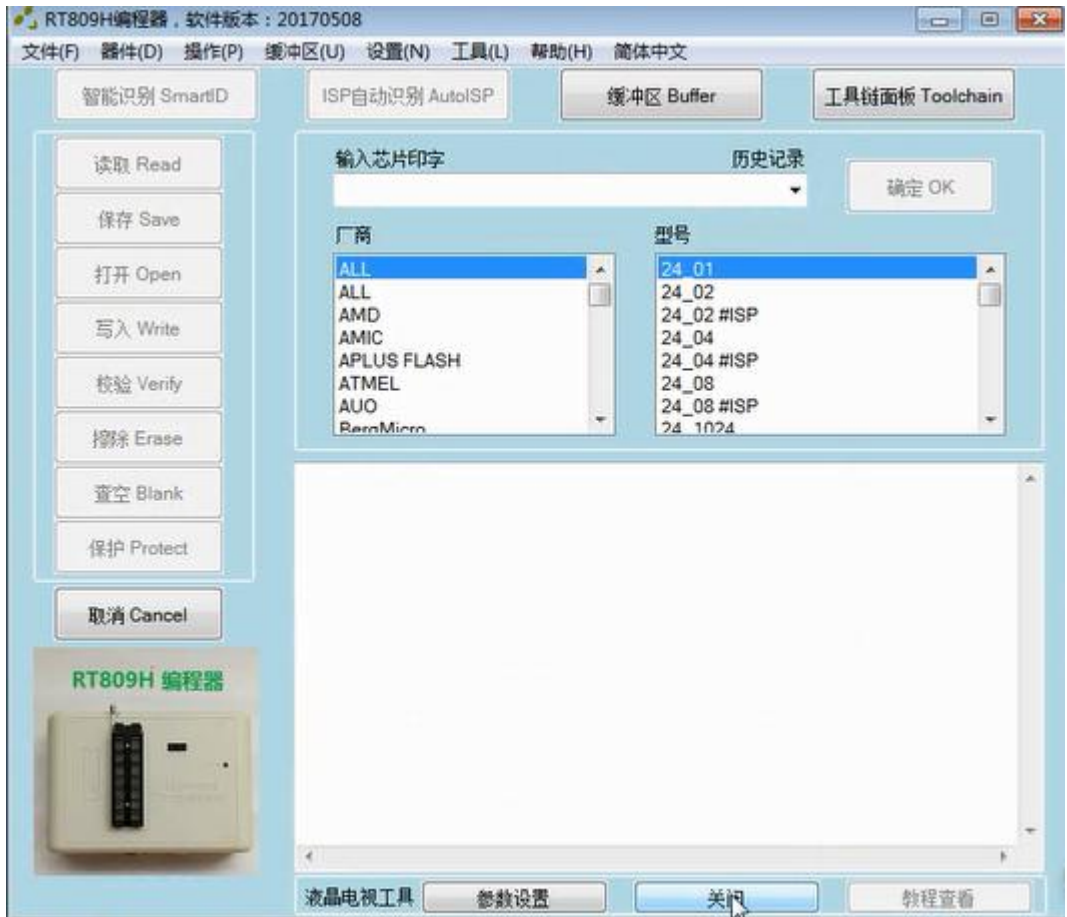 RT809H编程器，软件版本：20170508
文件(F) 器件(D) 操作(P) 缓冲区(U) 设置(N) 工具(L) 帮助(H) 简体中文
智能识别 SmartID ISP自动识别 AutoISP 缓冲区 Buffer 工具链面板 Toolchain
读取 Read
保存 Save
打开 Open
写入 Write
校验 Verify
擦除 Erase
查空 Blank
保护 Protect
取消 Cancel
RT809H 编程器
输入芯片印字 历史记录
确定 OK
厂商 型号
ALL 24_01
ALL 24_02
AMD 24_02 #ISP
AMIC 24_04
APLUS FLASH 24_04 #ISP
ATMEL 24_08
AUO 24_08 #ISP
BergMicro 24_1024
液晶电视工具 参数设置 关闭 教程查看